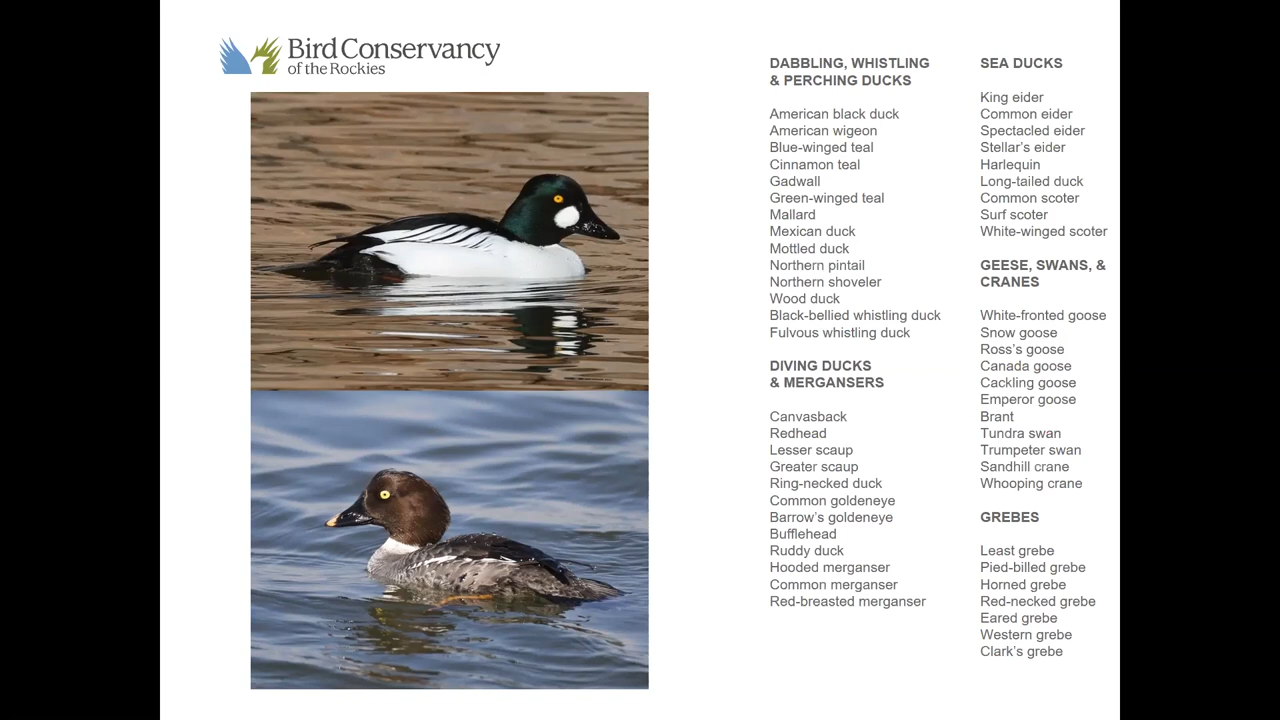 Bird Conservancy
of the Rockies
DABBLING, WHISTLING
& PERCHING DUCKS
American black duck
American wigeon
Blue-winged teal
Cinnamon teal
Gadwall
Green-winged teal
Mallard
Mexican duck
Mottled duck
Northern pintail
Northern shoveler
Wood duck
Black-bellied whistling duck
Fulvous whistling duck
DIVING DUCKS
& MERGANSERS
Canvasback
Redhead
Lesser scaup
Greater scaup
Ring-necked duck
Common goldeneye
Barrow's goldeneye
Bufflehead
Ruddy duck
Hooded merganser
Common merganser
Red-breasted merganser
SEA DUCKS
King eider
Common eider
Spectacled eider
Stellar's eider
Harlequin
Long-tailed duck
Common scoter
Surf scoter
White-winged scoter
GEESE, SWANS, &
CRANES
White-fronted goose
Snow goose
Ross's goose
Canada goose
Cackling goose
Emperor goose
Brant
Tundra swan
Trumpeter swan
Sandhill crane
Whooping crane
GREBES
Least grebe
Pied-billed grebe
Horned grebe
Red-necked grebe
Eared grebe
Western grebe
Clark's grebe